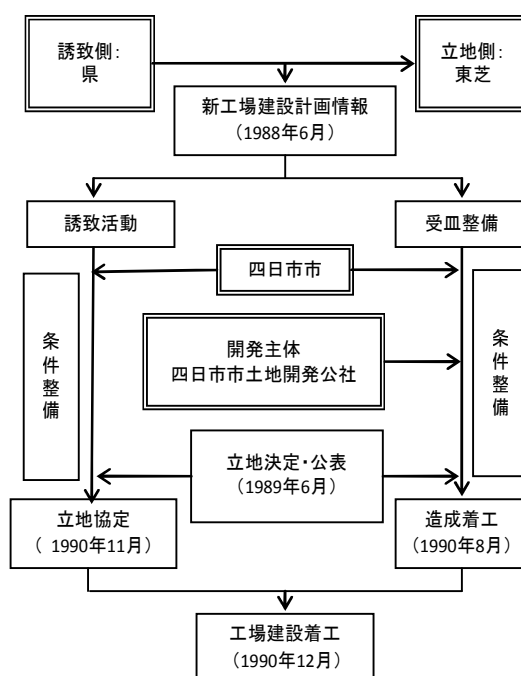 誘致側：
県
立地側：
東芝
新工場建設計画情報
（1988年6月）
誘致活動
受皿整備
四日市市
条件整備
条件整備
開発主体
四日市市土地開発公社
立地決定・公表
（1989年6月）
立地協定
（ 1990年11月）
造成着工
（1990年8月）
工場建設着工
（1990年12月）